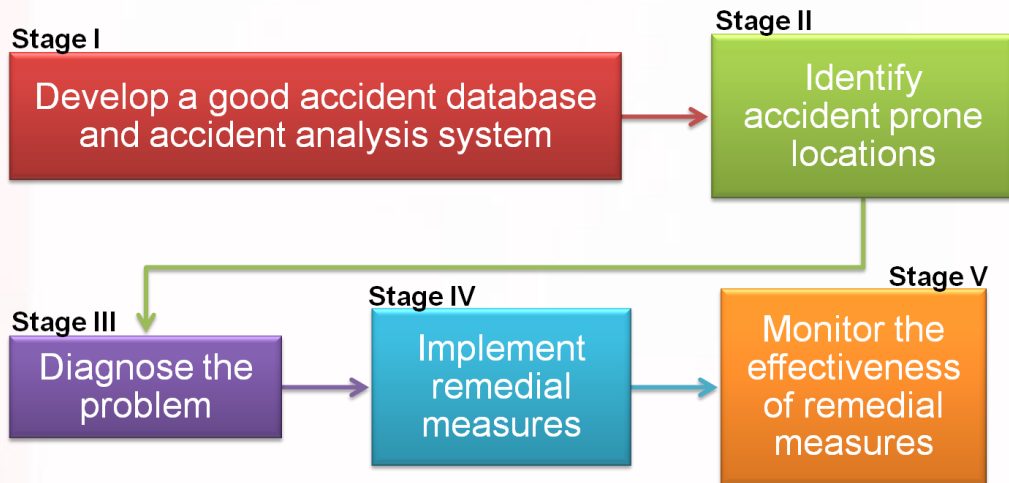 Stage I
Develop a good accident database
and accident analysis system
Stage II
Identify
accident prone
locations
Stage III
Diagnose the
problem
Stage IV
Implement
remedial
measures
Stage V
Monitor the
effectiveness
of remedial
measures